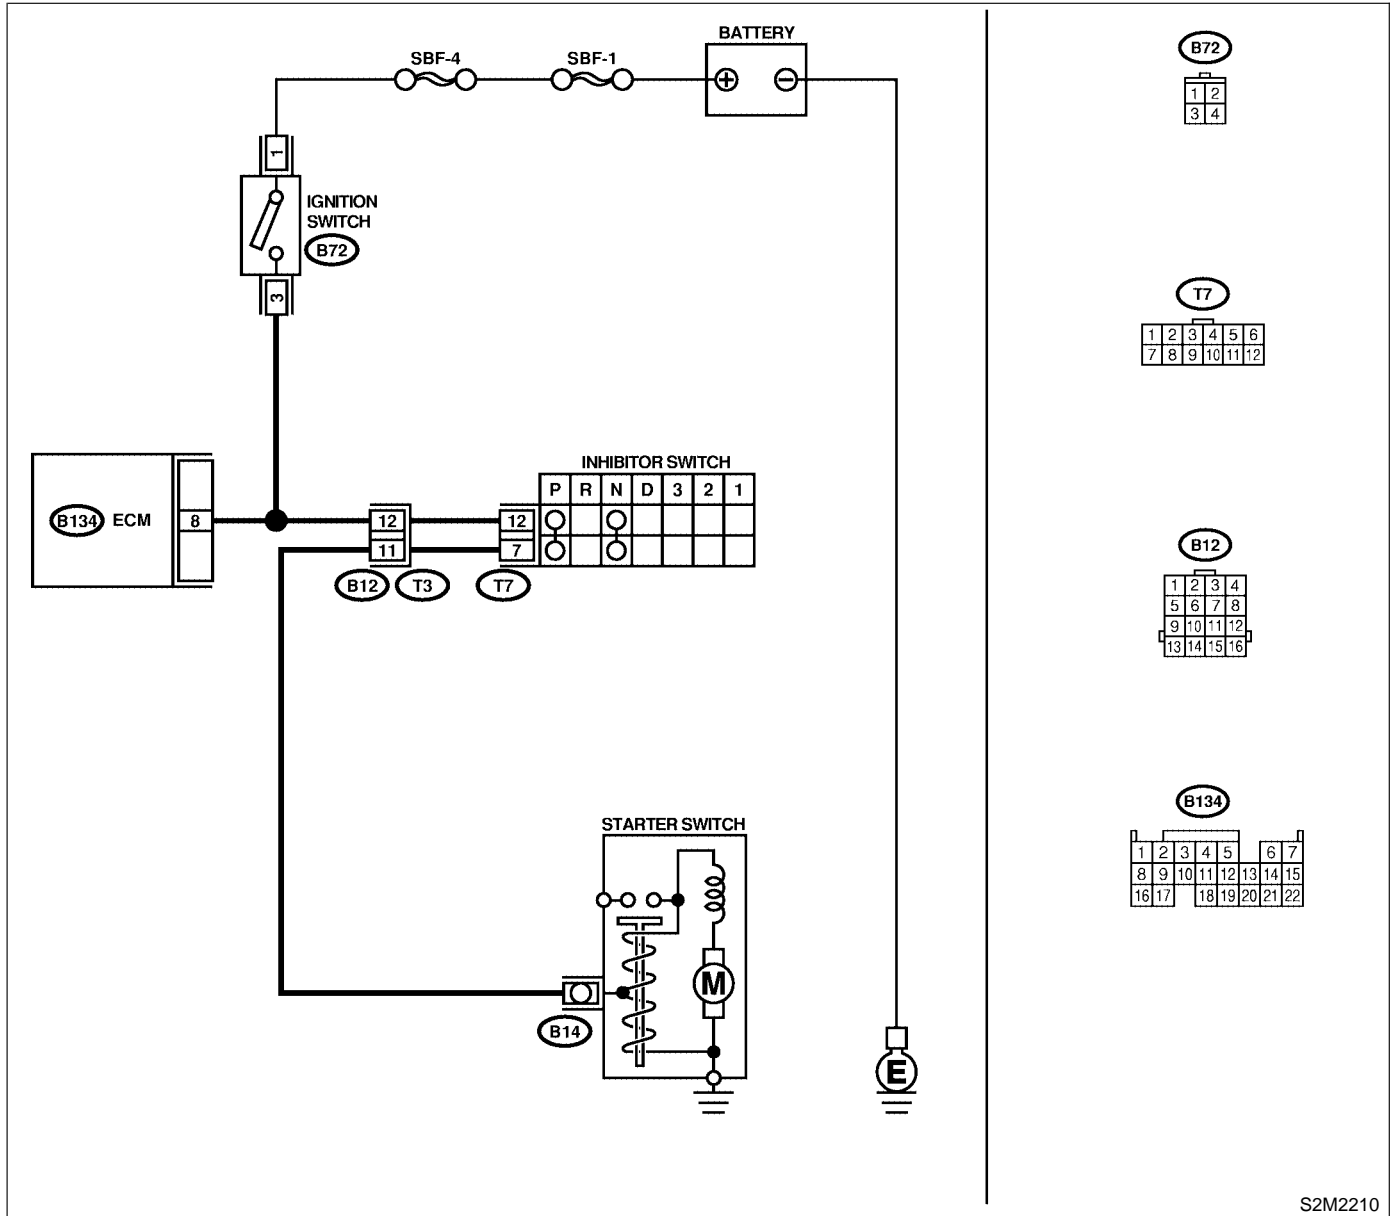 BATTERY
SBF-4
SBF-1
+
−
1
IGNITION
SWITCH
B72
3
B134 ECM 8
INHIBITOR SWITCH
P R N D 3 2 1
12
11
12
7
B12
T3
T7
STARTER SWITCH
M
B14
E
B72
1 2
3 4
T7
1 2 3 4 5 6
7 8 9 10 11 12
B12
1 2 3 4
5 6 7 8
9 10 11 12
13 14 15 16
B134
1 2 3 4 5 6 7
8 9 10 11 12 13 14 15
16 17 18 19 20 21 22
S2M2210